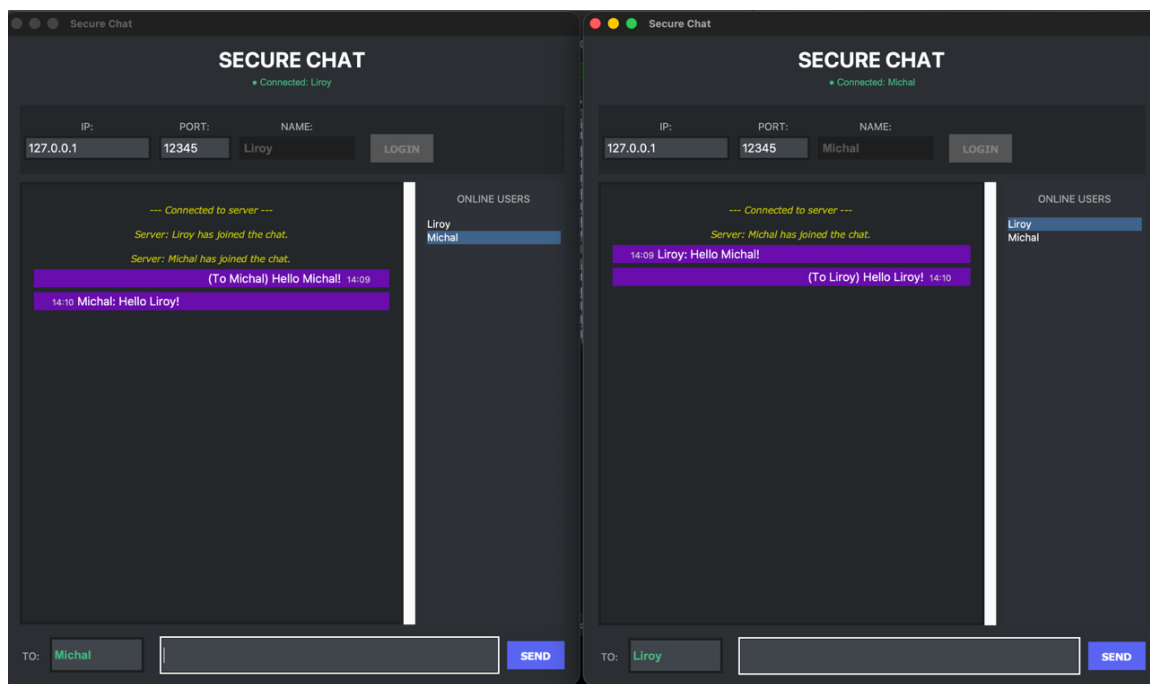 Secure Chat
SECURE CHAT
• Connected: Liroy
IP: PORT: NAME:
127.0.0.1 12345 Liroy LOGIN
--- Connected to server ---
Server: Liroy has joined the chat.
Server: Michal has joined the chat.
(To Michal) Hello Michal! 14:09
14:10 Michal: Hello Liroy!
ONLINE USERS
Liroy
Michal
TO: Michal SEND
Secure Chat
SECURE CHAT
• Connected: Michal
IP: PORT: NAME:
127.0.0.1 12345 Michal LOGIN
--- Connected to server ---
Server: Michal has joined the chat.
14:09 Liroy: Hello Michal!
(To Liroy) Hello Liroy! 14:10
ONLINE USERS
Liroy
Michal
TO: Liroy SEND